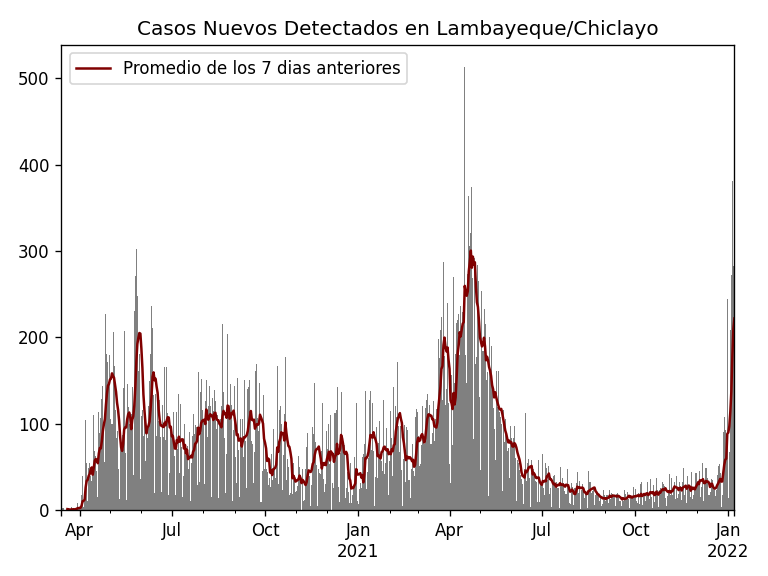 Casos Nuevos Detectados en Lambayeque/Chiclayo
Promedio de los 7 dias anteriores
500
400
300
200
100
0
Apr Jul Oct Jan Apr Jul Oct Jan
2021 2022